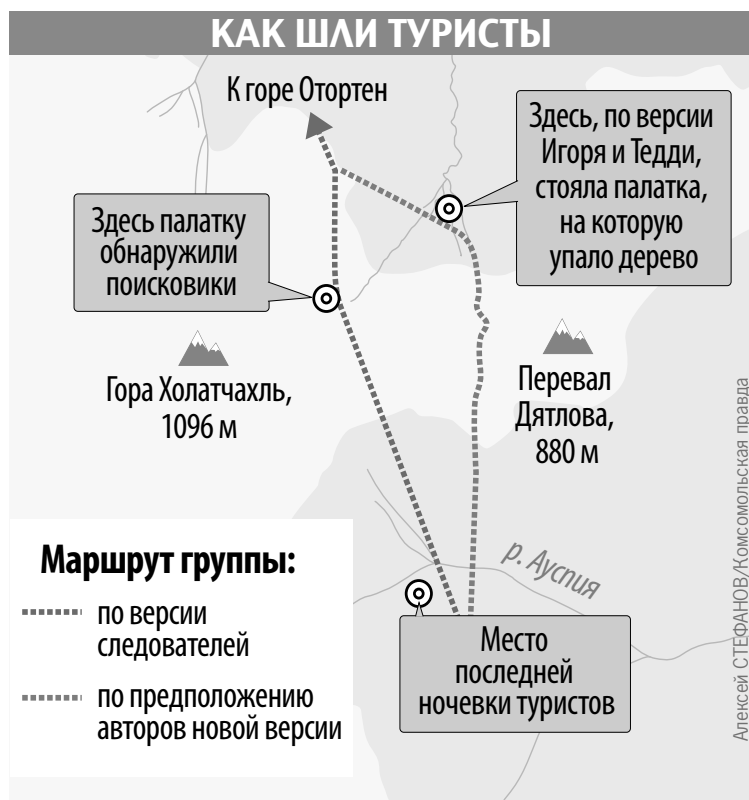 КАК ШЛИ ТУРИСТЫ
К горе Отортен
Здесь, по версии
Игоря и Тедди,
стояла палатка,
на которую
упало дерево
Здесь палатку
обнаружили
поисковики
Гора Холатчахль,
1096 м
Перевал
Дятлова,
880 м
р. Ауспия
Место
последней
ночевки туристов
Маршрут группы:
по версии
следователей
по предположению
авторов новой версии
Алексей СТЕФАНОВ/Комсомольская правда